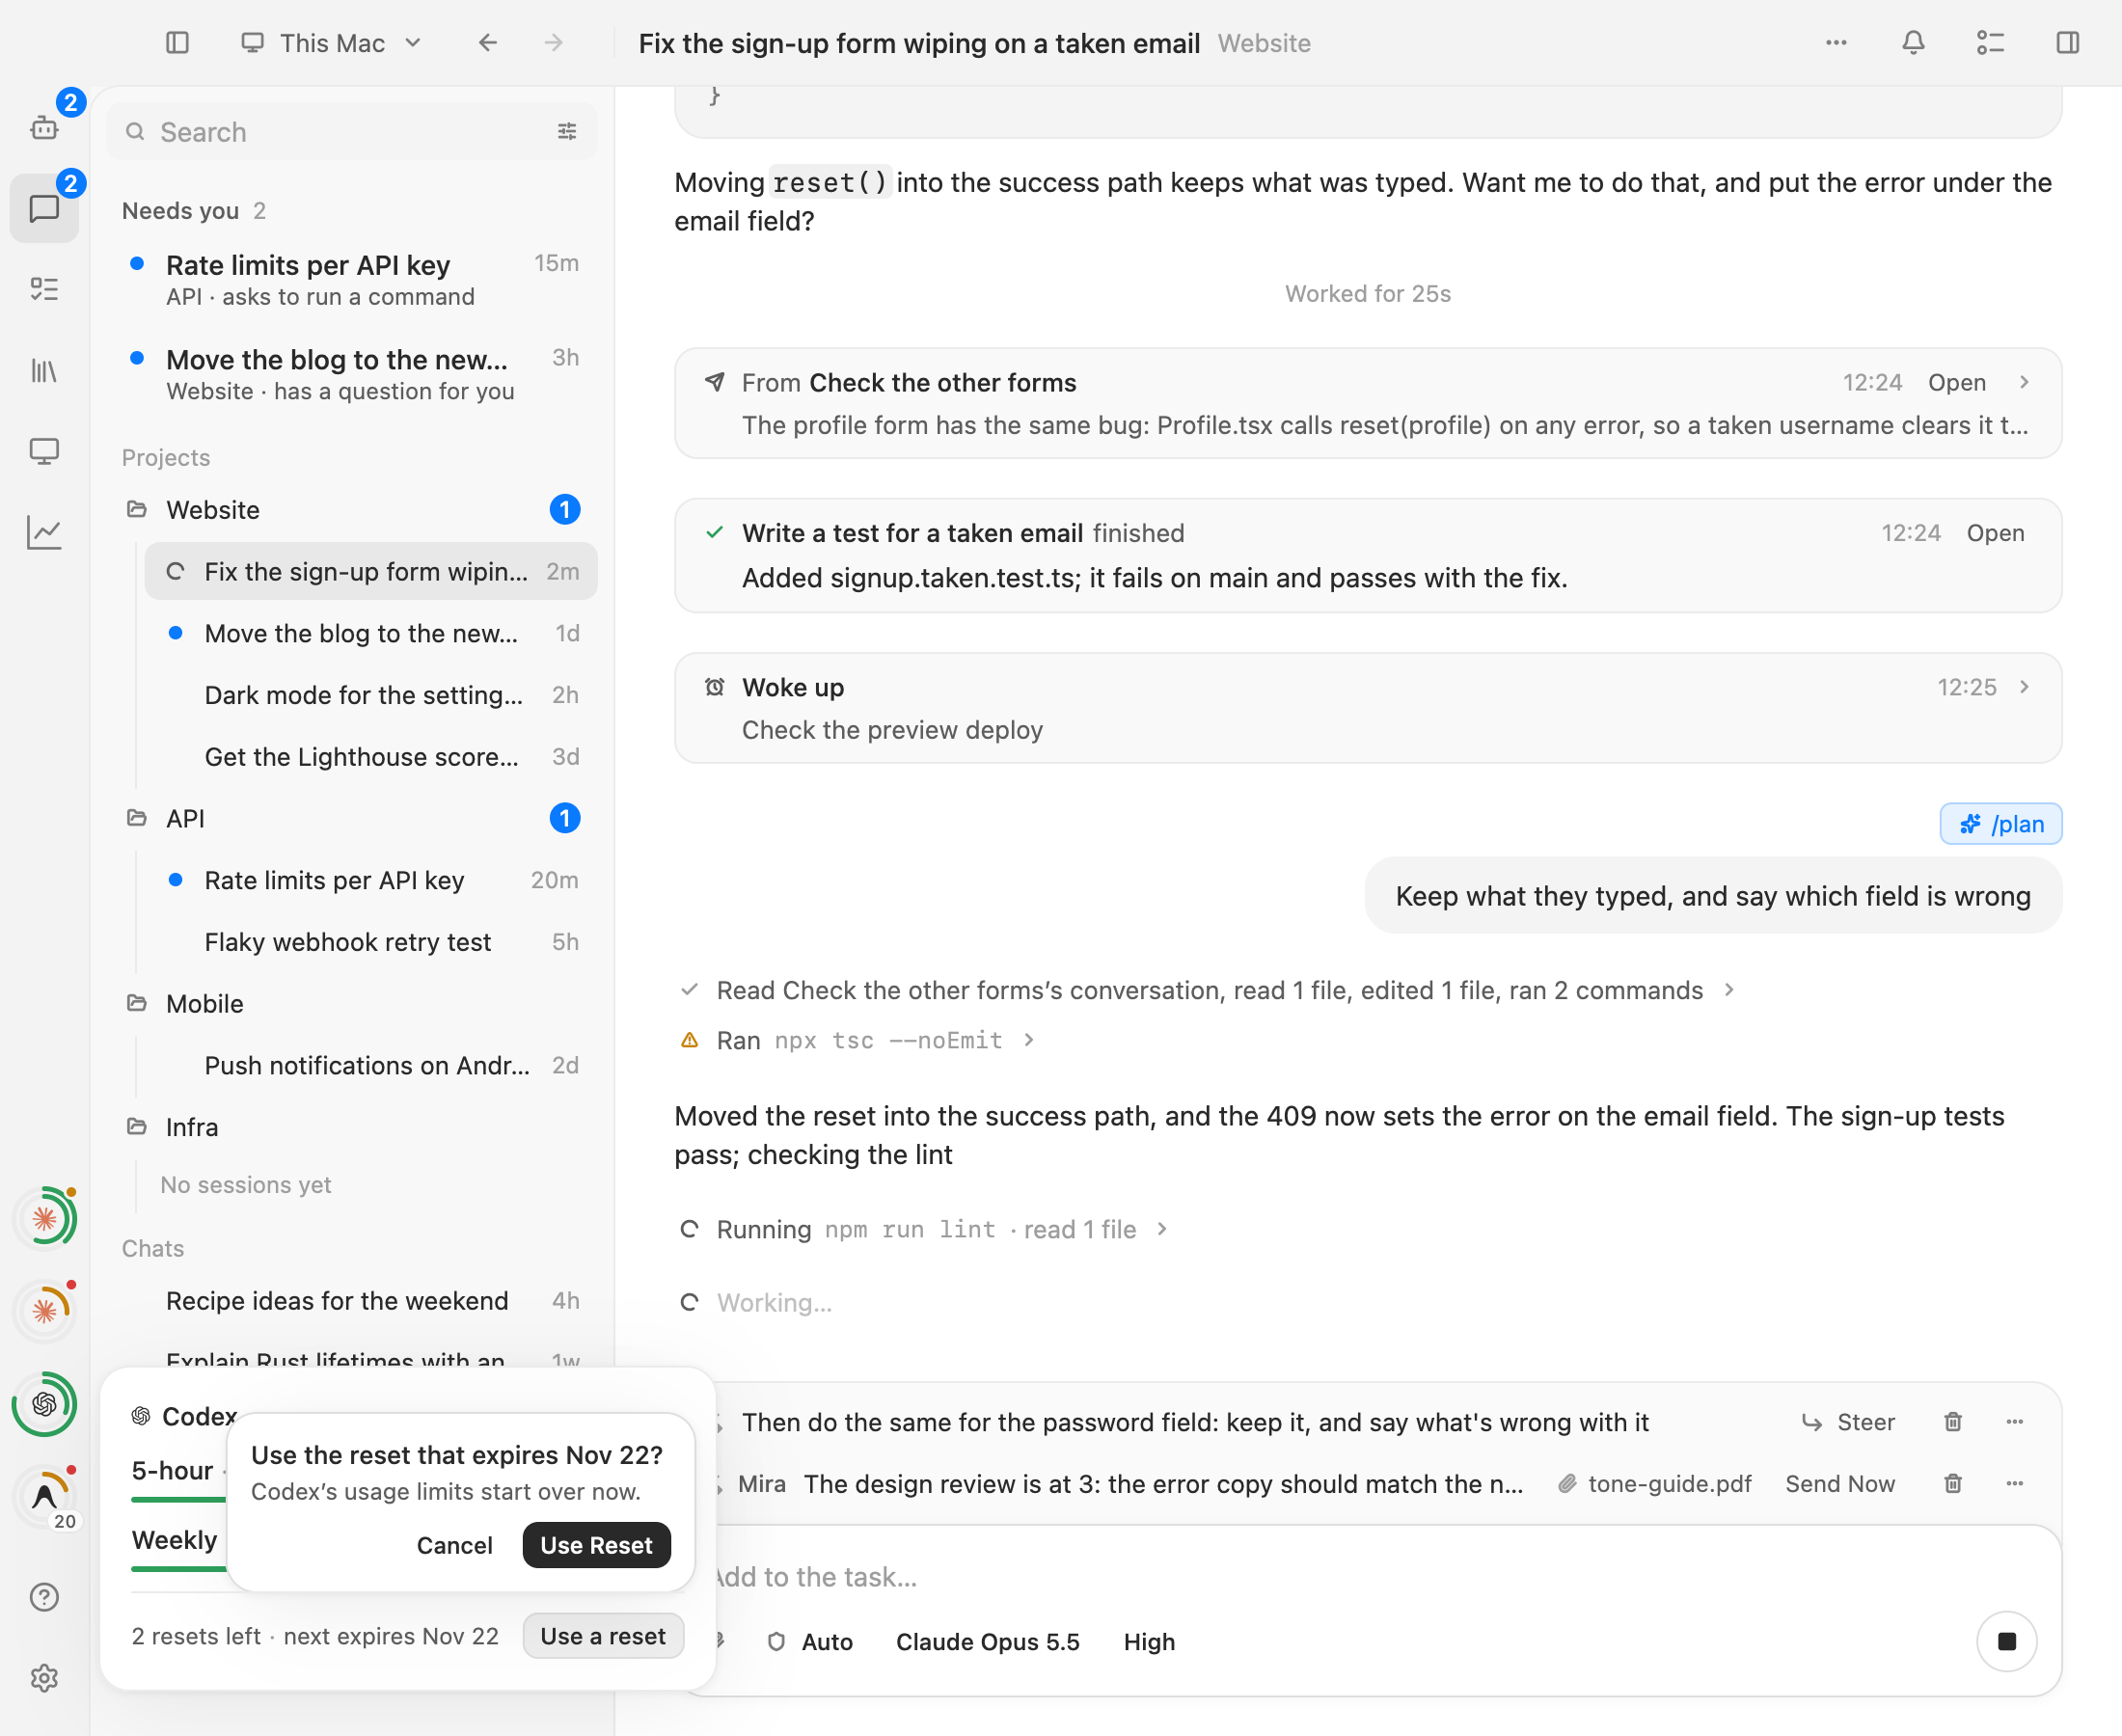 This Mac
Fix the sign-up form wiping on a taken email Website
2
2
Search
Needs you 2
Rate limits per API key 15m
API · asks to run a command
Move the blog to the new... 3h
Website · has a question for you
Projects
Website 1
Fix the sign-up form wipin... 2m
Move the blog to the new... 1d
Dark mode for the setting... 2h
Get the Lighthouse score... 3d
API 1
Rate limits per API key 20m
Flaky webhook retry test 5h
Mobile
Push notifications on Andr... 2d
Infra
No sessions yet
Chats
Recipe ideas for the weekend 4h
Explain Rust lifetimes with an 1w
20
Codex
5-hour
Weekly
Use the reset that expires Nov 22?
Codex’s usage limits start over now.
Cancel Use Reset
2 resets left · next expires Nov 22 Use a reset
}
Moving reset() into the success path keeps what was typed. Want me to do that, and put the error under the
email field?
Worked for 25s
From Check the other forms 12:24 Open
The profile form has the same bug: Profile.tsx calls reset(profile) on any error, so a taken username clears it t...
Write a test for a taken email finished 12:24 Open
Added signup.taken.test.ts; it fails on main and passes with the fix.
Woke up 12:25
Check the preview deploy
/plan
Keep what they typed, and say which field is wrong
Read Check the other forms’s conversation, read 1 file, edited 1 file, ran 2 commands
Ran npx tsc --noEmit
Moved the reset into the success path, and the 409 now sets the error on the email field. The sign-up tests
pass; checking the lint
Running npm run lint · read 1 file
Working...
Then do the same for the password field: keep it, and say what's wrong with it Steer
Mira The design review is at 3: the error copy should match the n... tone-guide.pdf Send Now
Add to the task...
Auto Claude Opus 5.5 High